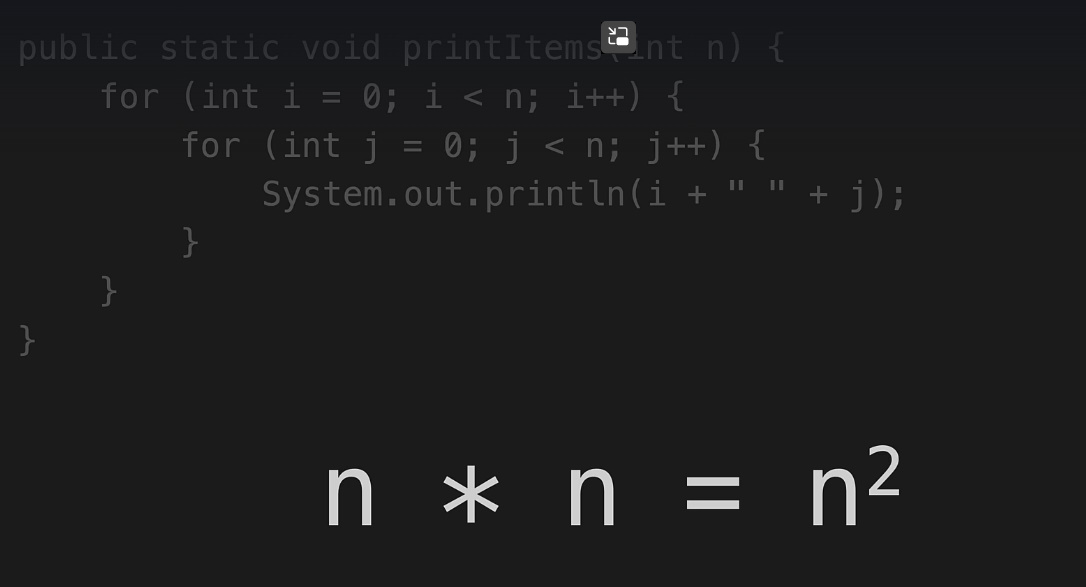 public static void printItems(int n) {
    for (int i = 0; i < n; i++) {
        for (int j = 0; j < n; j++) {
            System.out.println(i + " " + j);
        }
    }
}
n * n = n²